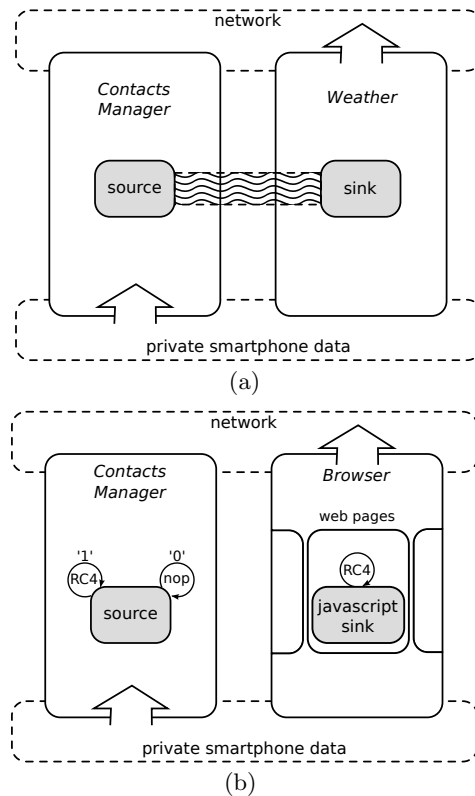 network
Contacts
Manager
Weather
source
sink
private smartphone data
(a)
network
Contacts
Manager
Browser
web pages
'1'
'0'
RC4
nop
RC4
source
javascript
sink
private smartphone data
(b)